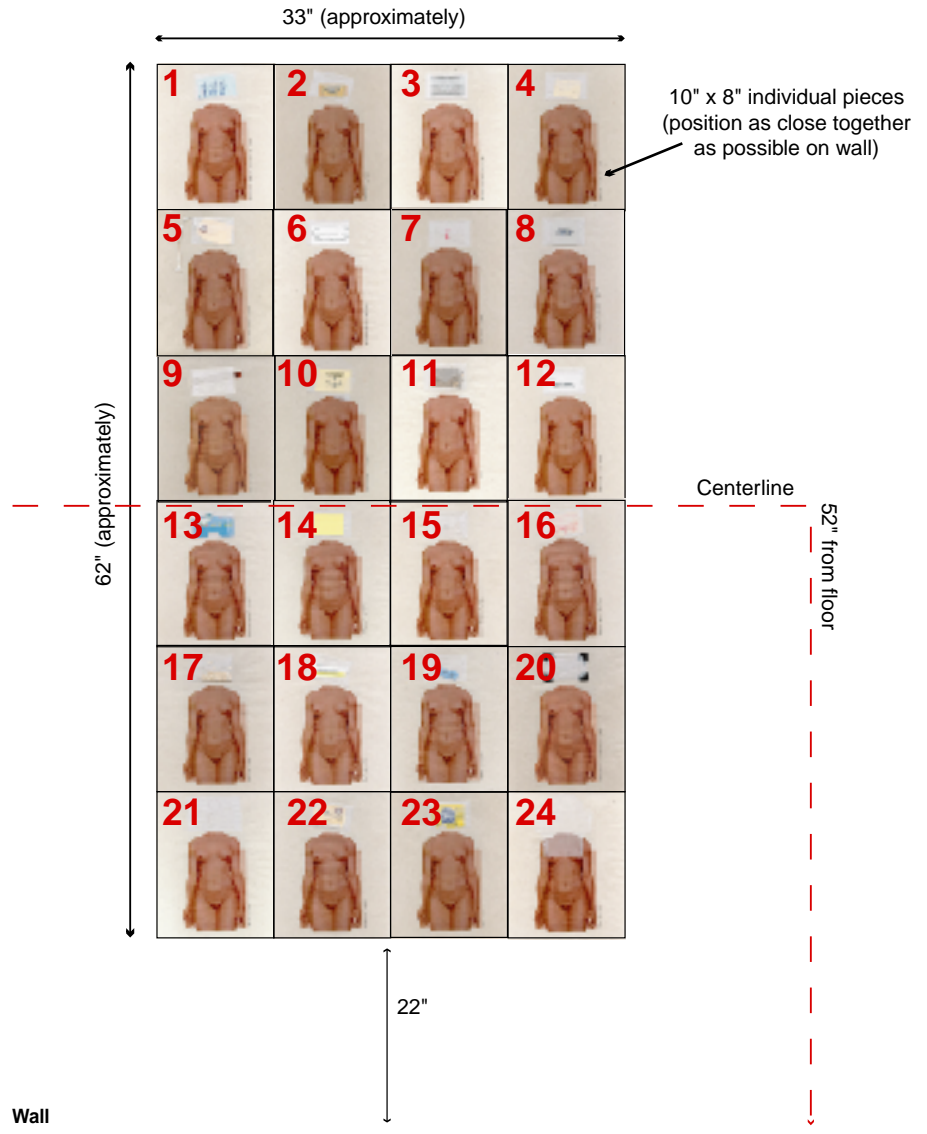 33" (approximately)
1 2 3 4
10" x 8" individual pieces
(position as close together
as possible on wall)
5 6 7 8
9 10 11 12
62" (approximately)
Centerline
52" from floor
13 14 15 16
17 18 19 20
21 22 23 24
22"
Wall